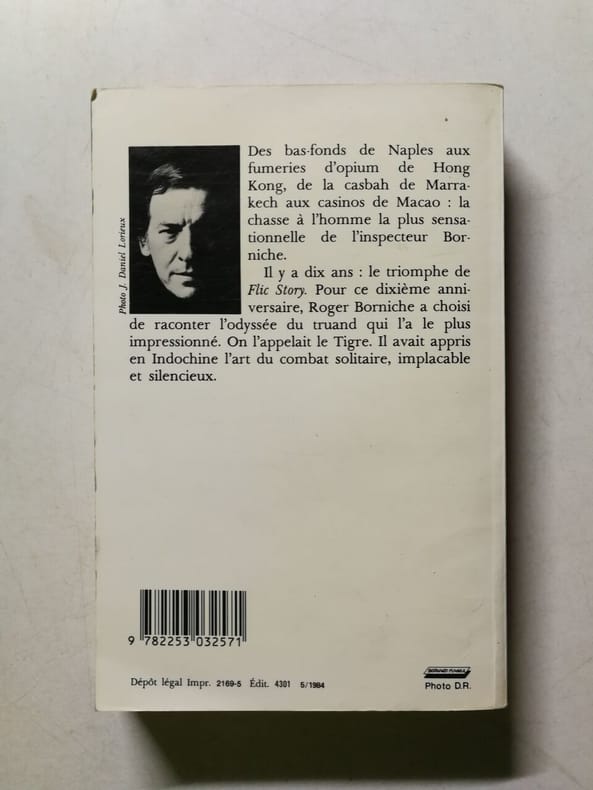 Des bas-fonds de Naples aux
fumeries d'opium de Hong
Kong, de la casbah de Marra-
kech aux casinos de Macao : la
chasse à l'homme la plus sensa-
tionnelle de l'inspecteur Bor-
niche.
Il y a dix ans : le triomphe de
Flic Story. Pour ce dixième anni-
versaire, Roger Borniche a choisi
de raconter l'odyssée du truand qui l'a le plus
impressionné. On l'appelait le Tigre. Il avait appris
en Indochine l'art du combat solitaire, implacable
et silencieux.
Photo J. Daniel Lorieux
9 782253 032571
Dépôt légal Impr. 2169-5 Édit. 4301 5/1984
Photo D.R.